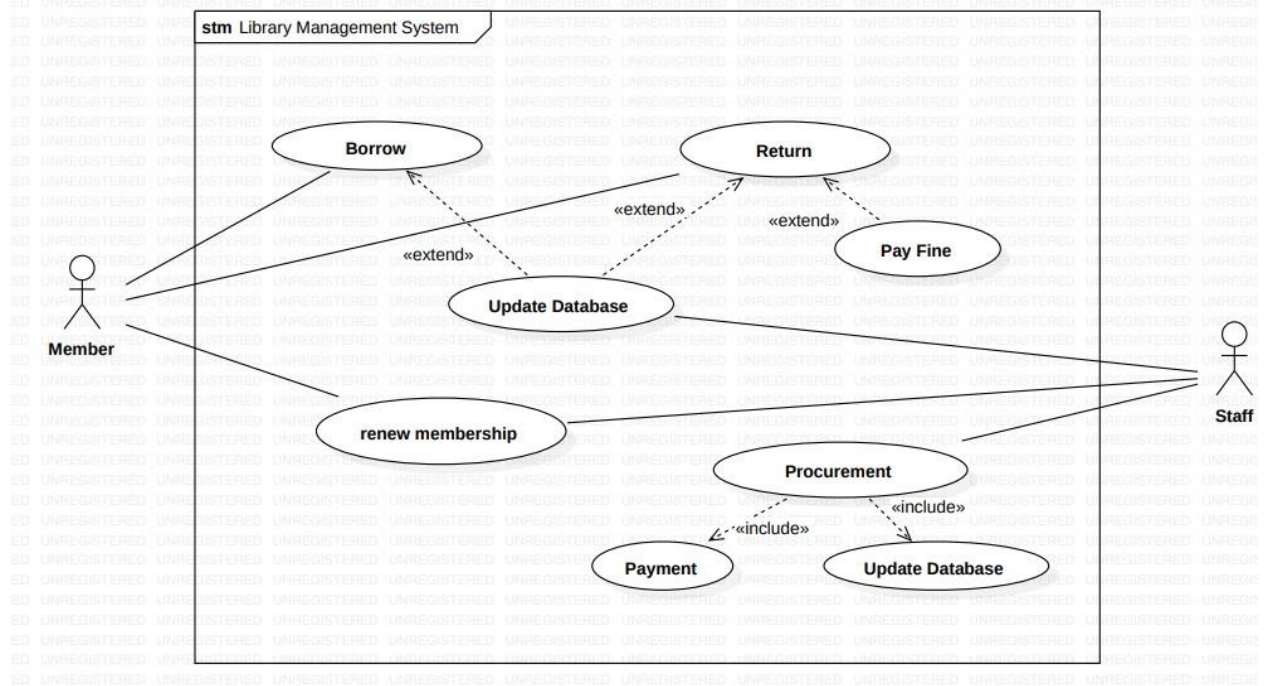 stm Library Management System
Borrow
Return
«extend»
«extend»
Pay Fine
«extend»
Update Database
Member
Staff
renew membership
Procurement
«include»
«include»
Payment
Update Database
UNREGISTERED